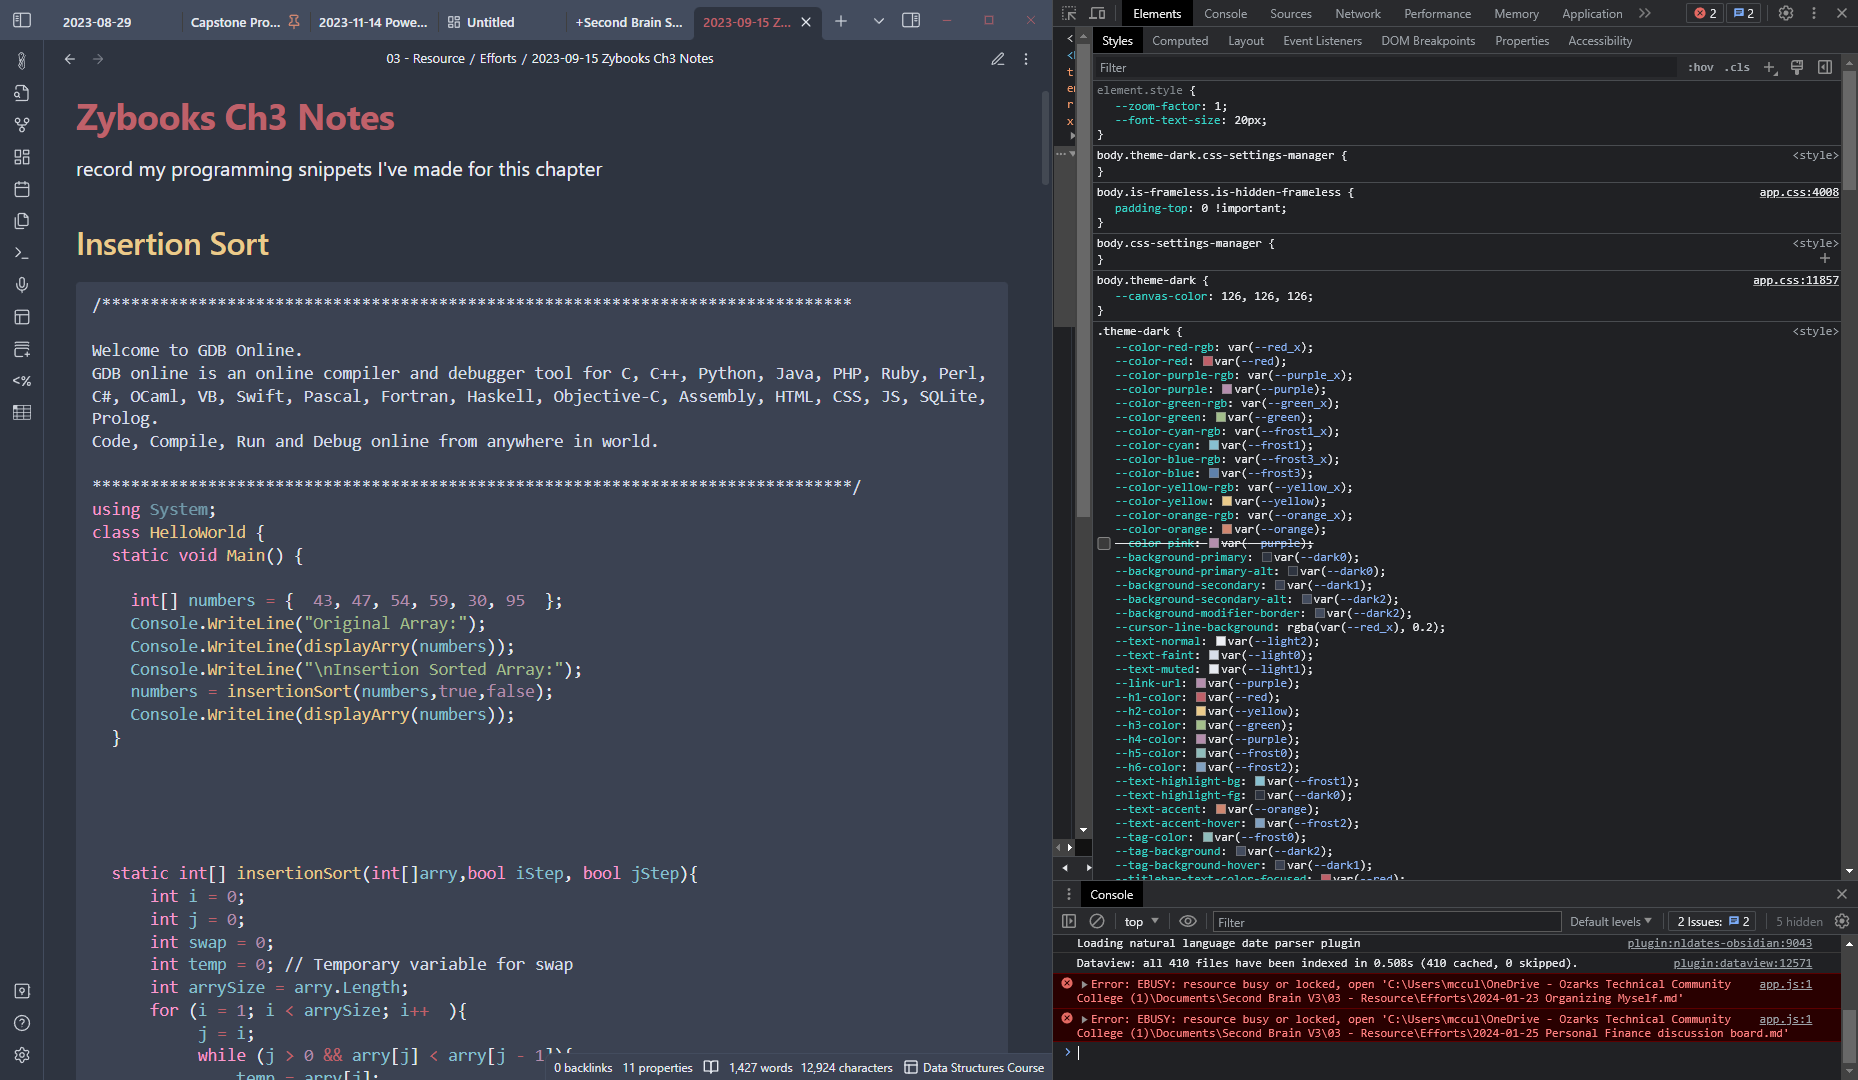 2023-08-29
Capstone Pro...
2023-11-14 Powe...
Untitled
+Second Brain S...
2023-09-15 Z...
03 - Resource / Efforts / 2023-09-15 Zybooks Ch3 Notes
Zybooks Ch3 Notes
record my programming snippets I've made for this chapter
Insertion Sort
/******************************************************************************
Welcome to GDB Online.
GDB online is an online compiler and debugger tool for C, C++, Python, Java, PHP, Ruby, Perl,
C#, OCaml, VB, Swift, Pascal, Fortran, Haskell, Objective-C, Assembly, HTML, CSS, JS, SQLite,
Prolog.
Code, Compile, Run and Debug online from anywhere in world.
*******************************************************************************/
using System;
class HelloWorld {
static void Main() {
int[] numbers = {  43, 47, 54, 59, 30, 95  };
Console.WriteLine("Original Array:");
Console.WriteLine(displayArry(numbers));
Console.WriteLine("\nInsertion Sorted Array:");
numbers = insertionSort(numbers,true,false);
Console.WriteLine(displayArry(numbers));
}
static int[] insertionSort(int[]arry,bool iStep, bool jStep){
int i = 0;
int j = 0;
int swap = 0;
int temp = 0; // Temporary variable for swap
int arrySize = arry.Length;
for (i = 1; i < arrySize; i++  ){
j = i;
while (j > 0 && arry[j] < arry[j - 1]){
temp = arry[j];
0 backlinks
11 properties
1,427 words
12,924 characters
Data Structures Course
Elements
Console
Sources
Network
Performance
Memory
Application
2
2
Styles
Computed
Layout
Event Listeners
DOM Breakpoints
Properties
Accessibility
Filter
:hov
.cls
element.style {
--zoom-factor: 1;
--font-text-size: 20px;
}
body.theme-dark.css-settings-manager { <style>
}
body.is-frameless.is-hidden-frameless { app.css:4008
padding-top: 0 !important;
}
body.css-settings-manager { <style>
}
body.theme-dark { app.css:11857
--canvas-color: 126, 126, 126;
}
.theme-dark { <style>
--color-red-rgb: var(--red_x);
--color-red: var(--red);
--color-purple-rgb: var(--purple_x);
--color-purple: var(--purple);
--color-green-rgb: var(--green_x);
--color-green: var(--green);
--color-cyan-rgb: var(--frost1_x);
--color-cyan: var(--frost1);
--color-blue-rgb: var(--frost3_x);
--color-blue: var(--frost3);
--color-yellow-rgb: var(--yellow_x);
--color-yellow: var(--yellow);
--color-orange-rgb: var(--orange_x);
--color-orange: var(--orange);
--color-pink: var(--purple);
--background-primary: var(--dark0);
--background-primary-alt: var(--dark0);
--background-secondary: var(--dark1);
--background-secondary-alt: var(--dark2);
--background-modifier-border: var(--dark2);
--cursor-line-background: rgba(var(--red_x), 0.2);
--text-normal: var(--light2);
--text-faint: var(--light0);
--text-muted: var(--light1);
--link-url: var(--purple);
--h1-color: var(--red);
--h2-color: var(--yellow);
--h3-color: var(--green);
--h4-color: var(--purple);
--h5-color: var(--frost0);
--h6-color: var(--frost2);
--text-highlight-bg: var(--frost1);
--text-highlight-fg: var(--dark0);
--text-accent: var(--orange);
--text-accent-hover: var(--frost2);
--tag-color: var(--frost0);
--tag-background: var(--dark2);
--tag-background-hover: var(--dark1);
--titlebar-text-color-focused: var(--red);
Console
top
Filter
Default levels
2 Issues: 2
5 hidden
Loading natural language date parser plugin plugin:nldates-obsidian:9043
Dataview: all 410 files have been indexed in 0.508s (410 cached, 0 skipped). plugin:dataview:12571
Error: EBUSY: resource busy or locked, open 'C:\Users\mccul\OneDrive - Ozarks Technical Community app.js:1
College (1)\Documents\Second Brain V3\03 - Resource\Efforts\2024-01-23 Organizing Myself.md'
Error: EBUSY: resource busy or locked, open 'C:\Users\mccul\OneDrive - Ozarks Technical Community app.js:1
College (1)\Documents\Second Brain V3\03 - Resource\Efforts\2024-01-25 Personal Finance discussion board.md'